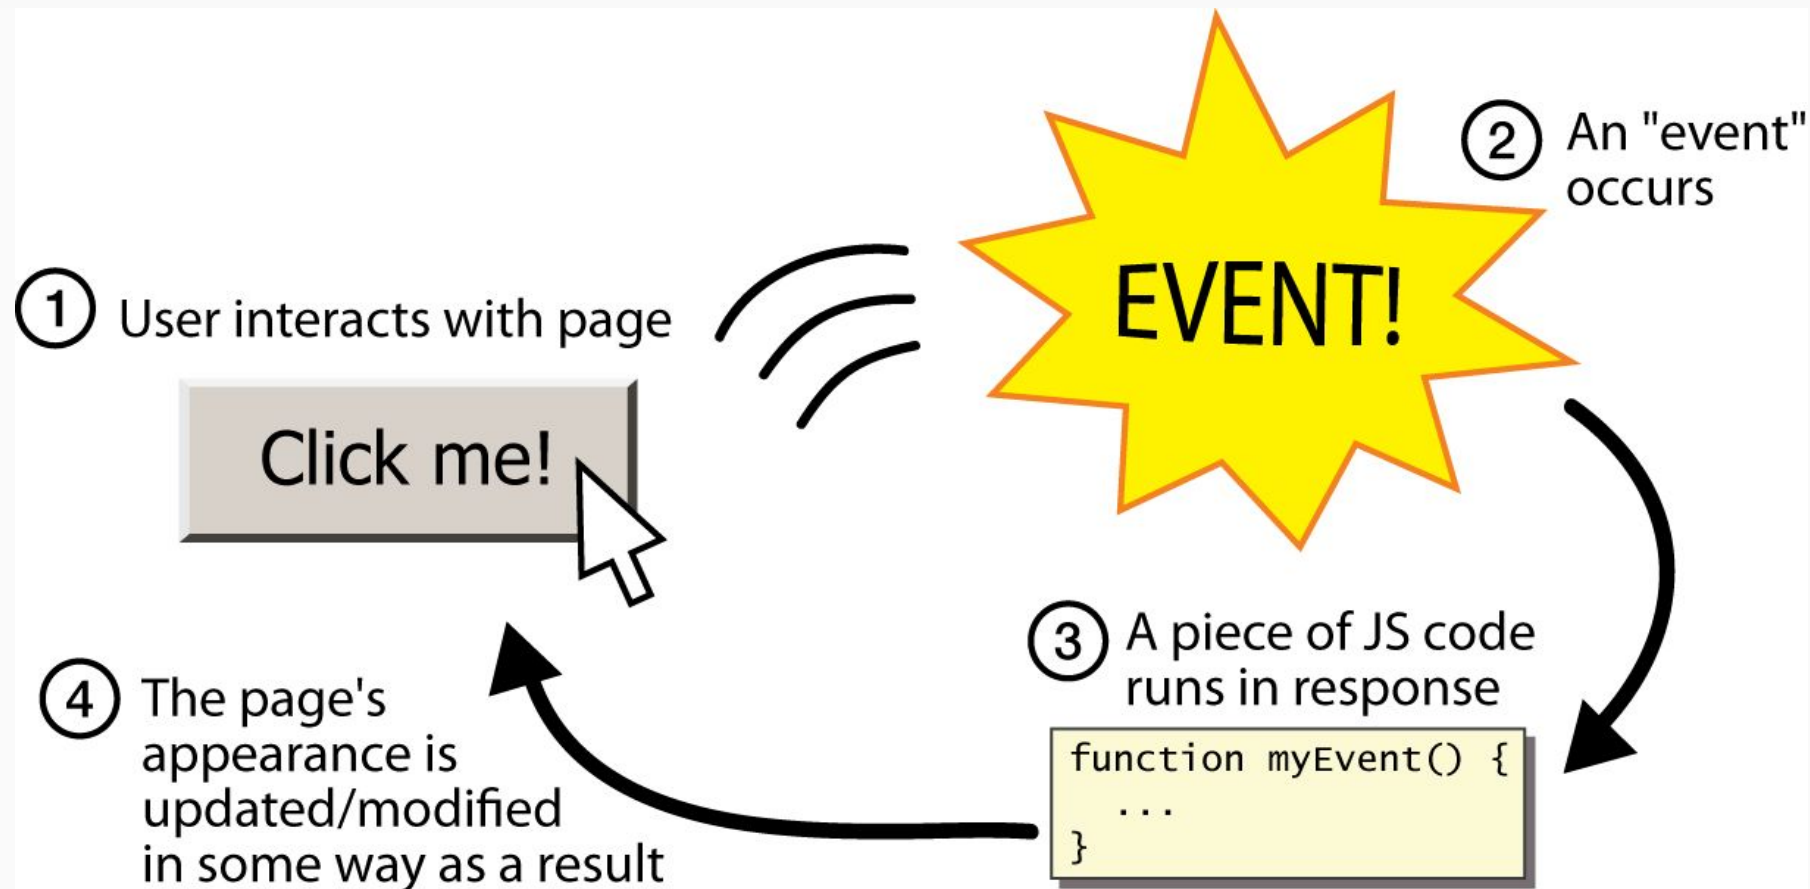 1 User interacts with page
Click me!
EVENT!
2 An "event"
occurs
3 A piece of JS code
runs in response
function myEvent() {
...
}
4 The page's
appearance is
updated/modified
in some way as a result